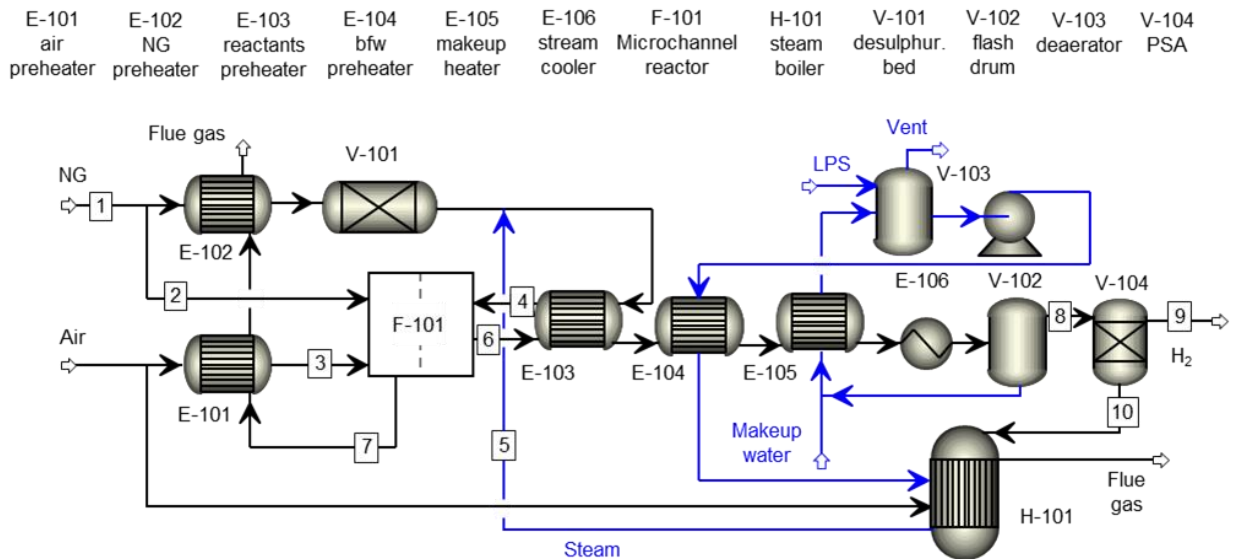 E-101 E-102 E-103 E-104 E-105 E-106 F-101 H-101 V-101 V-102 V-103 V-104
air NG reactants bfw makeup stream Microchannel steam desulphur. flash deaerator PSA
preheater preheater preheater preheater heater cooler reactor boiler bed drum
Flue gas
Vent
V-101
LPS
V-103
NG
1
E-102
E-106
V-102
V-104
2
F-101
4
8
9
Air
3
6
H2
E-103
E-104
E-105
E-101
10
7
5
Makeup
water
Flue
gas
H-101
Steam